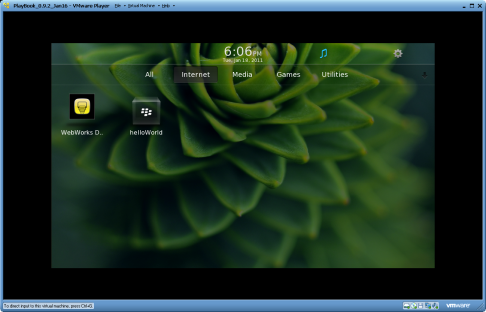 PlayBook_0.9.2_Jan16 - VMware Player File Virtual Machine Help
6:06PM
Tue, Jan 18, 2011
All Internet Media Games Utilities
WebWorks D.. helloWorld
To direct input to this virtual machine, press Ctrl+G.
vmware